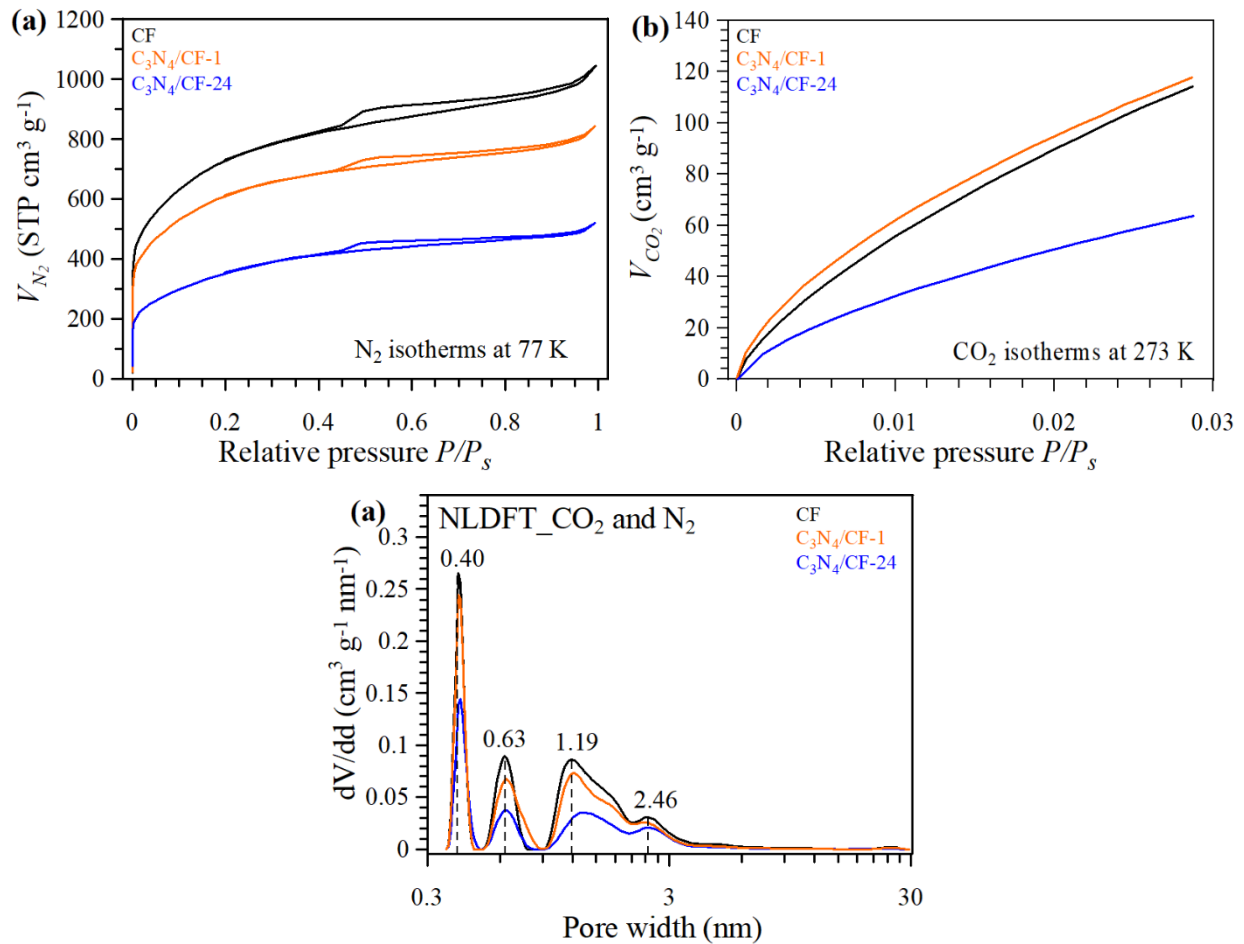 (a)
CF
C₃N₄/CF-1
C₃N₄/CF-24
V_N₂ (STP cm³ g⁻¹)
1200
1000
800
600
400
200
0
N₂ isotherms at 77 K
0 0.2 0.4 0.6 0.8 1
Relative pressure P/Pₛ
(b)
CF
C₃N₄/CF-1
C₃N₄/CF-24
V_CO₂ (cm³ g⁻¹)
140
120
100
80
60
40
20
0
CO₂ isotherms at 273 K
0 0.01 0.02 0.03
Relative pressure P/Pₛ
(a)
NLDFT_CO₂ and N₂
CF
C₃N₄/CF-1
C₃N₄/CF-24
dV/dd (cm³ g⁻¹ nm⁻¹)
0.3
0.25
0.2
0.15
0.1
0.05
0
0.40
0.63
1.19
2.46
0.3 3 30
Pore width (nm)